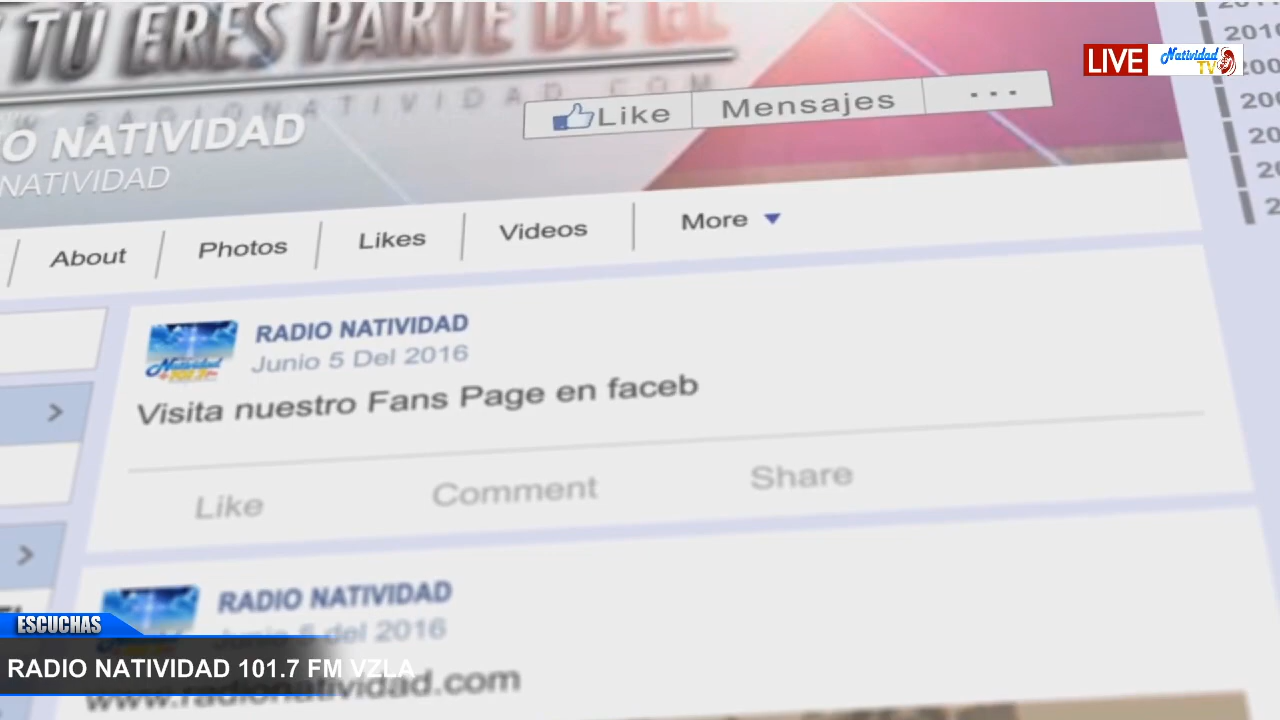 TÚ ERES PARTE DE EL
LIVE
Natividad
TV
Like
Mensajes
...
O NATIVIDAD
NATIVIDAD
About
Photos
Likes
Videos
More
RADIO NATIVIDAD
Junio 5 Del 2016
Visita nuestro Fans Page en faceb
Like
Comment
Share
RADIO NATIVIDAD
Junio 5 del 2016
www.radionatividad.com
ESCUCHAS
RADIO NATIVIDAD 101.7 FM VZLA